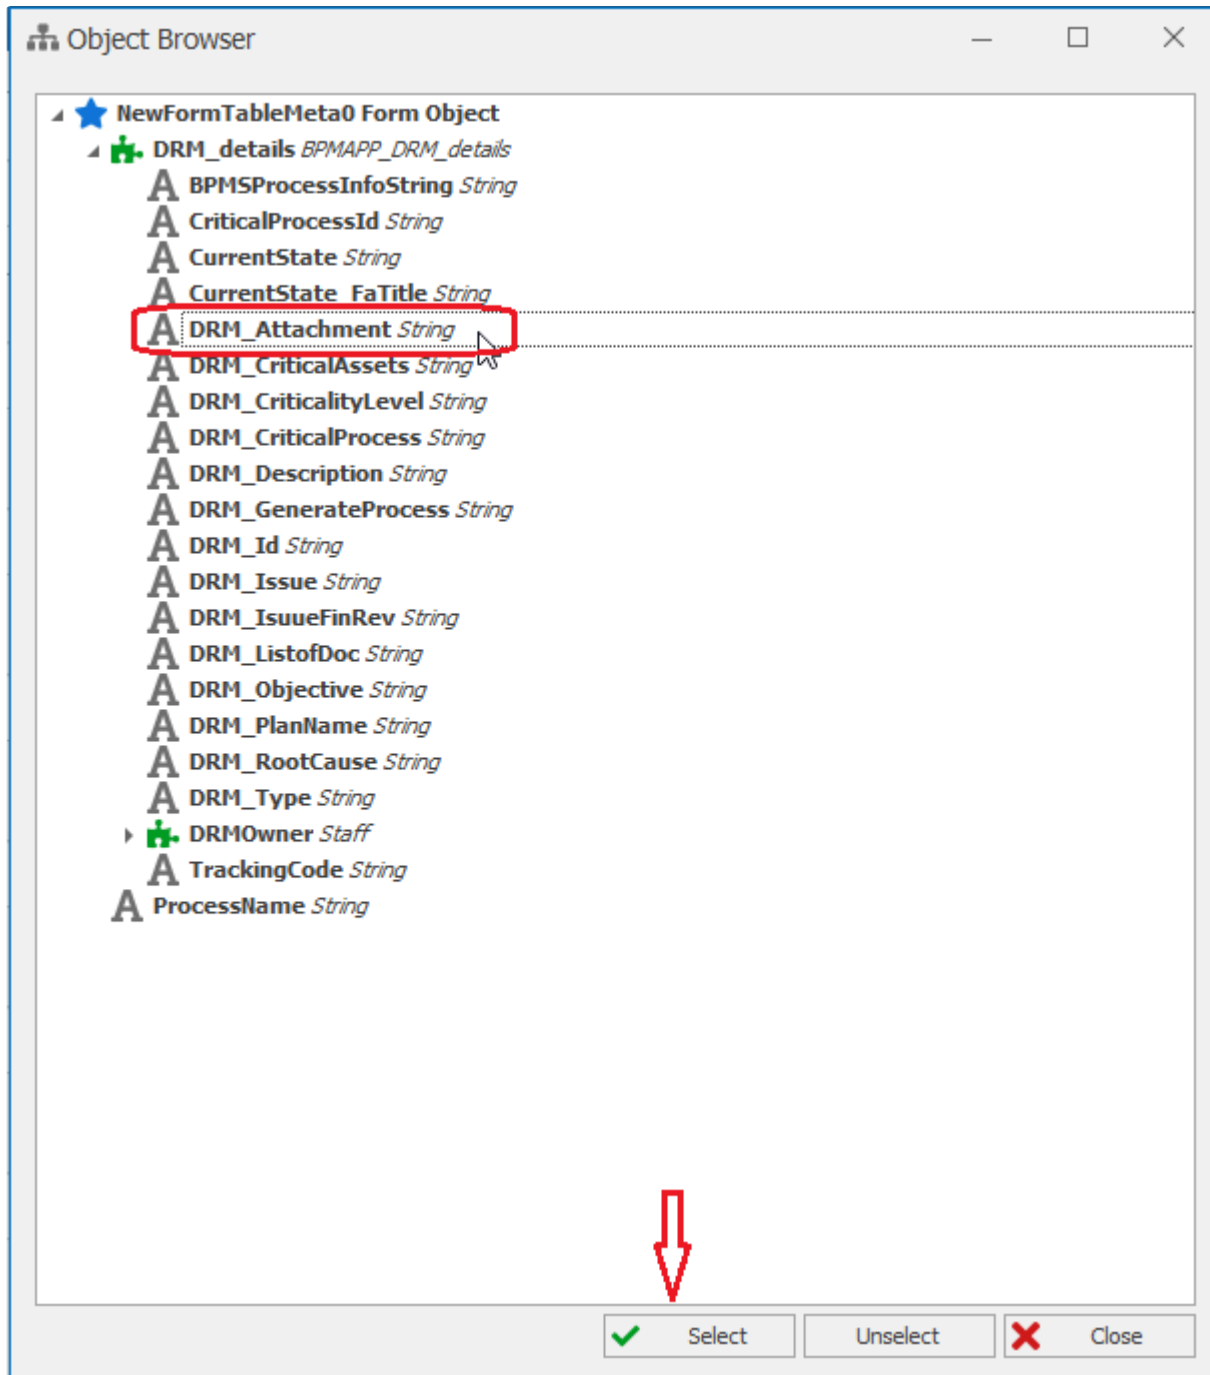 Object Browser
NewFormTableMeta0 Form Object
DRM_details BPMAPP_DRM_details
BPMSProcessInfoString String
CriticalProcessId String
CurrentState String
CurrentState_FaTitle String
DRM_Attachment String
DRM_CriticalAssets String
DRM_CriticalityLevel String
DRM_CriticalProcess String
DRM_Description String
DRM_GenerateProcess String
DRM_Id String
DRM_Issue String
DRM_IsuueFinRev String
DRM_ListofDoc String
DRM_Objective String
DRM_PlanName String
DRM_RootCause String
DRM_Type String
DRMOwner Staff
TrackingCode String
ProcessName String
Select Unselect Close